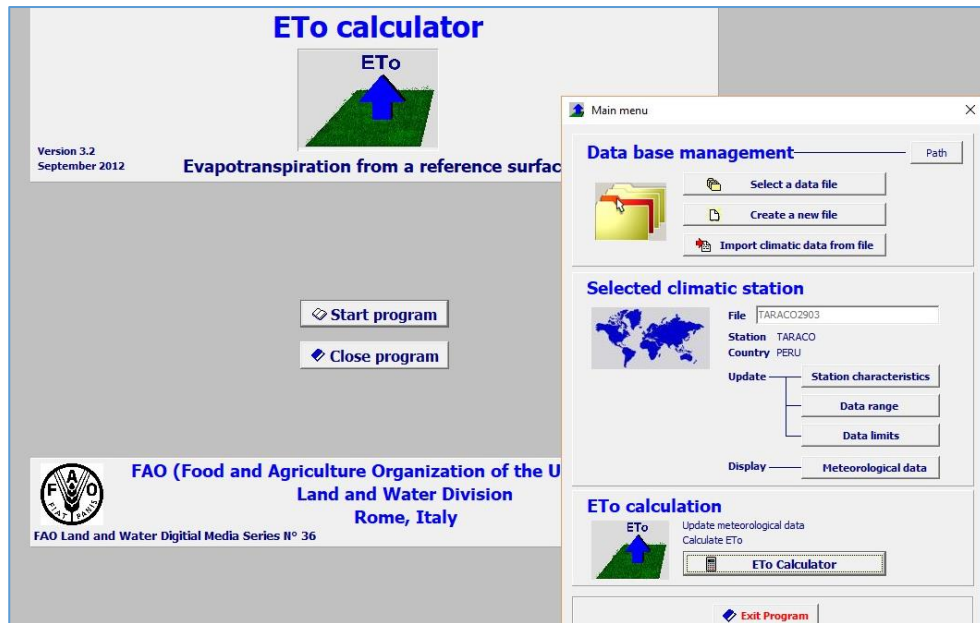 ETo calculator
ETo
Version 3.2
September 2012
Evapotranspiration from a reference surfac
Start program
Close program
F A O
FIAT PANIS
FAO (Food and Agriculture Organization of the U
Land and Water Division
Rome, Italy
FAO Land and Water Digitial Media Series N° 36
Main menu
Data base management
Path
Select a data file
Create a new file
Import climatic data from file
Selected climatic station
File TARACO2903
Station TARACO
Country PERU
Update
Station characteristics
Data range
Data limits
Display
Meteorological data
ETo calculation
ETo
Update meteorological data
Calculate ETo
ETo Calculator
Exit Program